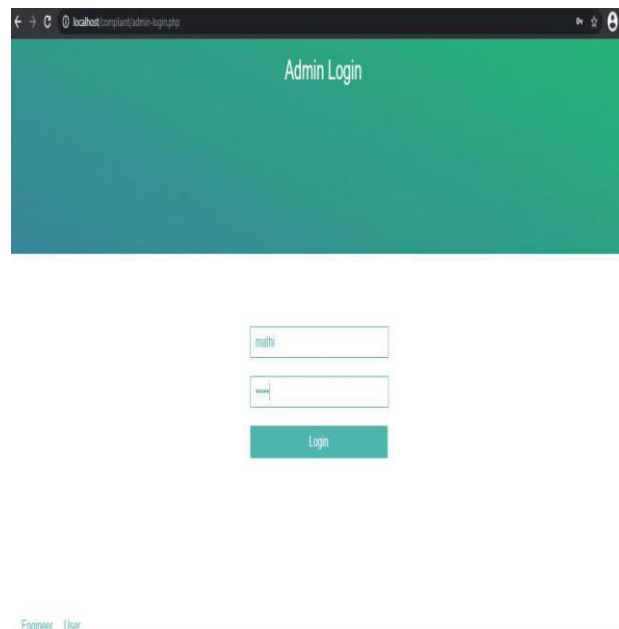 localhost/complaint/admin-login.php
Admin Login
mathi
•••••
Login
Engineer User